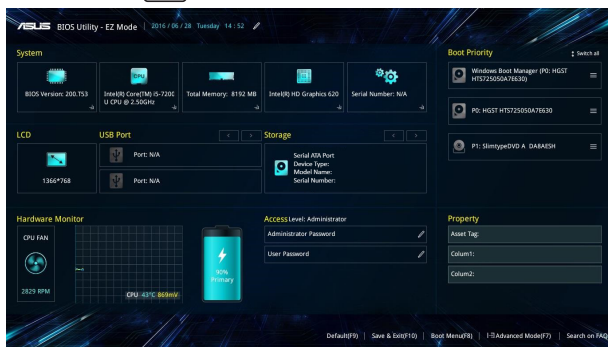 ASUS BIOS Utility - EZ Mode | 2016 / 06 / 28 Tuesday 14 : 52
System
BIOS Version: 200.T53
Intel(R) Core(TM) i5-7200
U CPU @ 2.50GHz
Total Memory: 8192 MB
Intel(R) HD Graphics 620
Serial Number: N/A
Boot Priority
Switch all
Windows Boot Manager (P0: HGST
HTS725050A7E630)
P0: HGST HTS725050A7E630
P1: SlimtypeDVD A DA8AESH
LCD
1366*768
USB Port
Port: N/A
Port: N/A
Storage
Serial ATA Port
Device Type:
Model Name:
Serial Number:
Hardware Monitor
CPU FAN
2829 RPM
CPU 43°C 869mV
90%
Primary
Access Level: Administrator
Administrator Password
User Password
Property
Asset Tag:
Colum1:
Colum2:
Default(F9) | Save & Exit(F10) | Boot Menu(F8) | Advanced Mode(F7) | Search on FAQ